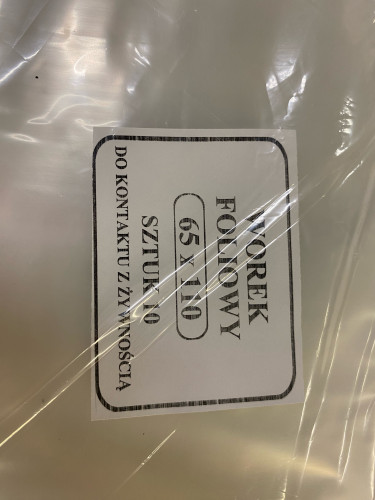 WOREK
FOLIOWY
65 x 110
SZTUK 10
DO KONTAKTU Z ŻYWNOŚCIĄ